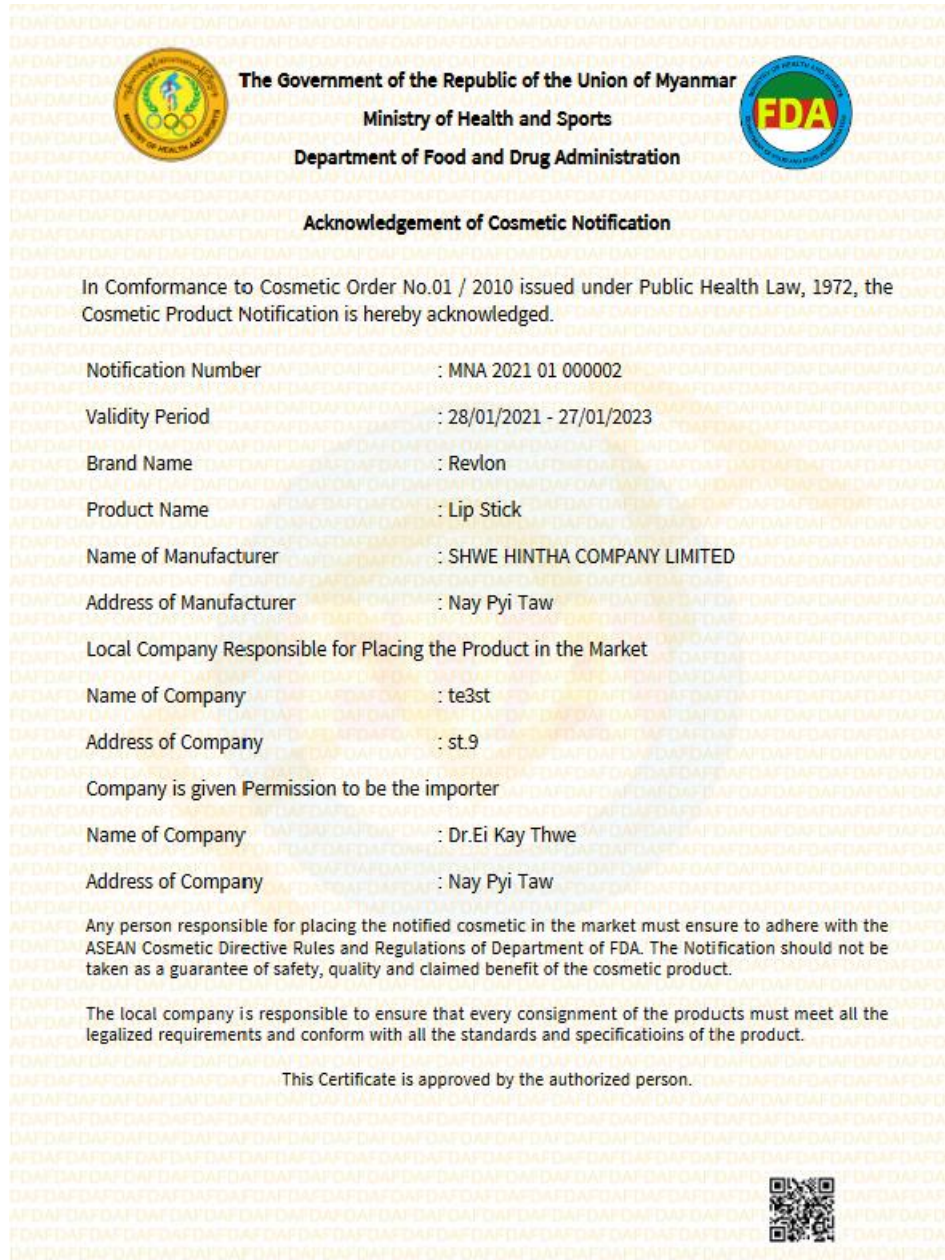 The Government of the Republic of the Union of Myanmar
Ministry of Health and Sports
Department of Food and Drug Administration
MINISTRY OF HEALTH AND SPORTS
FDA
Acknowledgement of Cosmetic Notification
In Comformance to Cosmetic Order No.01 / 2010 issued under Public Health Law, 1972, the
Cosmetic Product Notification is hereby acknowledged.
Notification Number : MNA 2021 01 000002
Validity Period : 28/01/2021 - 27/01/2023
Brand Name : Revlon
Product Name : Lip Stick
Name of Manufacturer : SHWE HINTHA COMPANY LIMITED
Address of Manufacturer : Nay Pyi Taw
Local Company Responsible for Placing the Product in the Market
Name of Company : te3st
Address of Company : st.9
Company is given Permission to be the importer
Name of Company : Dr.Ei Kay Thwe
Address of Company : Nay Pyi Taw
Any person responsible for placing the notified cosmetic in the market must ensure to adhere with the
ASEAN Cosmetic Directive Rules and Regulations of Department of FDA. The Notification should not be
taken as a guarantee of safety, quality and claimed benefit of the cosmetic product.
The local company is responsible to ensure that every consignment of the products must meet all the
legalized requirements and conform with all the standards and specificatioins of the product.
This Certificate is approved by the authorized person.